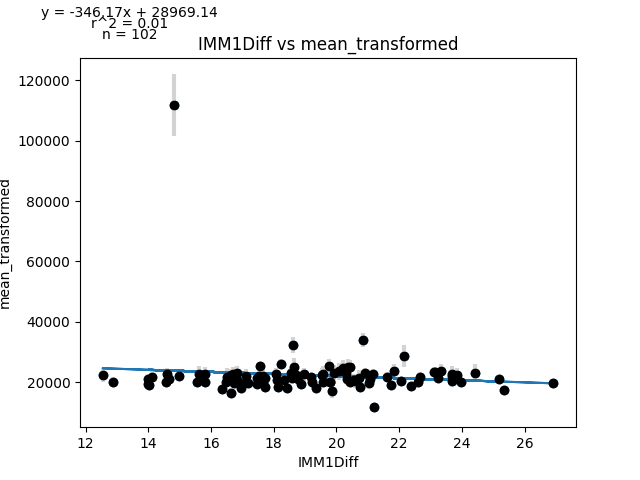 y = -346.17x + 28969.14
r^2 = 0.01
n = 102
IMM1Diff vs mean_transformed
120000
100000
80000
60000
40000
20000
mean_transformed
12 14 16 18 20 22 24 26
IMM1Diff